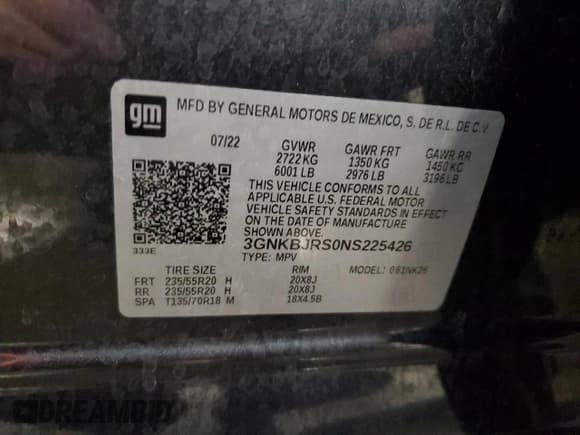 gm MFD BY GENERAL MOTORS DE MEXICO, S. DE R.L. DE C.V.
07/22 GVWR GAWR FRT GAWR RR
2722 KG 1350 KG 1450 KG
6001 LB 2976 LB 3196 LB
THIS VEHICLE CONFORMS TO ALL
APPLICABLE U.S. FEDERAL MOTOR
VEHICLE SAFETY STANDARDS IN EFFECT
ON THE DATE OF MANUFACTURE
SHOWN ABOVE.
333E 3GNKBJRS0NS225426
TYPE: MPV MODEL: 061NK26
TIRE SIZE RIM
FRT 235/55R20 H 20X8J
RR 235/55R20 H 20X8J
SPA T135/70R18 M 18X4.5B
DREAMBID